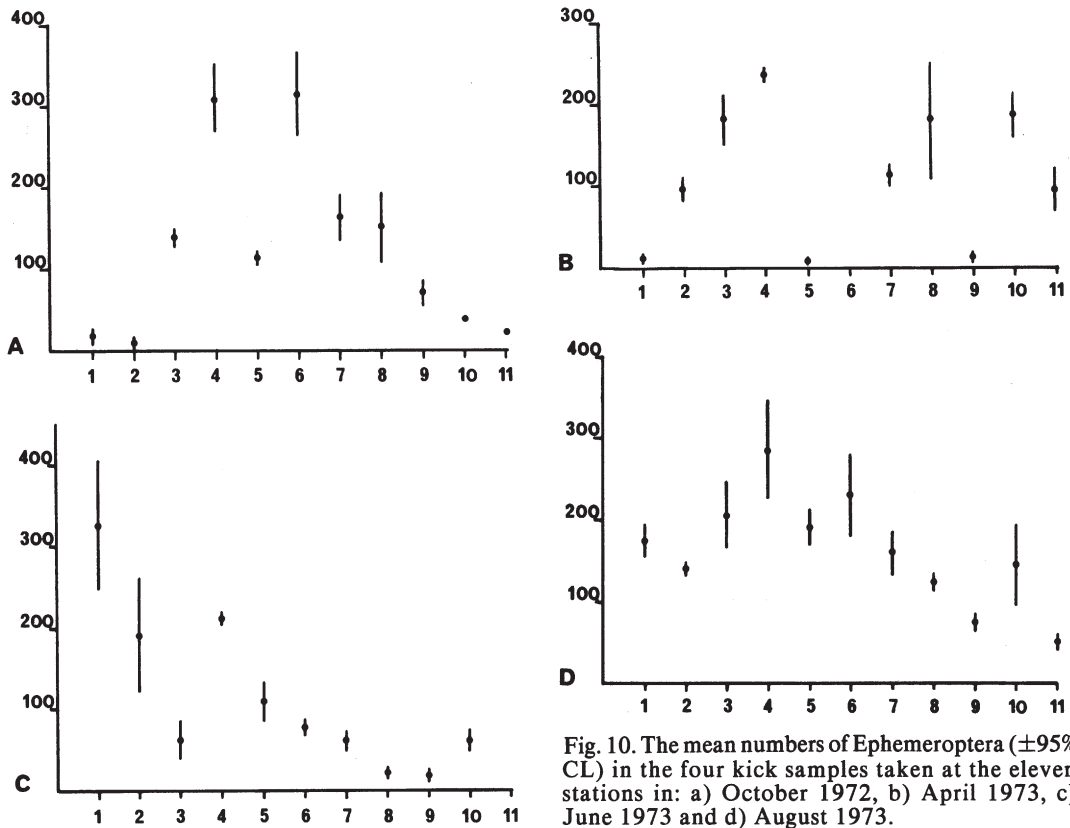 400
300
200
100
A
1 2 3 4 5 6 7 8 9 10 11
300
200
100
B
1 2 3 4 5 6 7 8 9 10 11
400
300
200
100
C
1 2 3 4 5 6 7 8 9 10 11
400
300
200
100
D
1 2 3 4 5 6 7 8 9 10 11
Fig. 10. The mean numbers of Ephemeroptera (±95%
CL) in the four kick samples taken at the eleven
stations in: a) October 1972, b) April 1973, c)
June 1973 and d) August 1973.